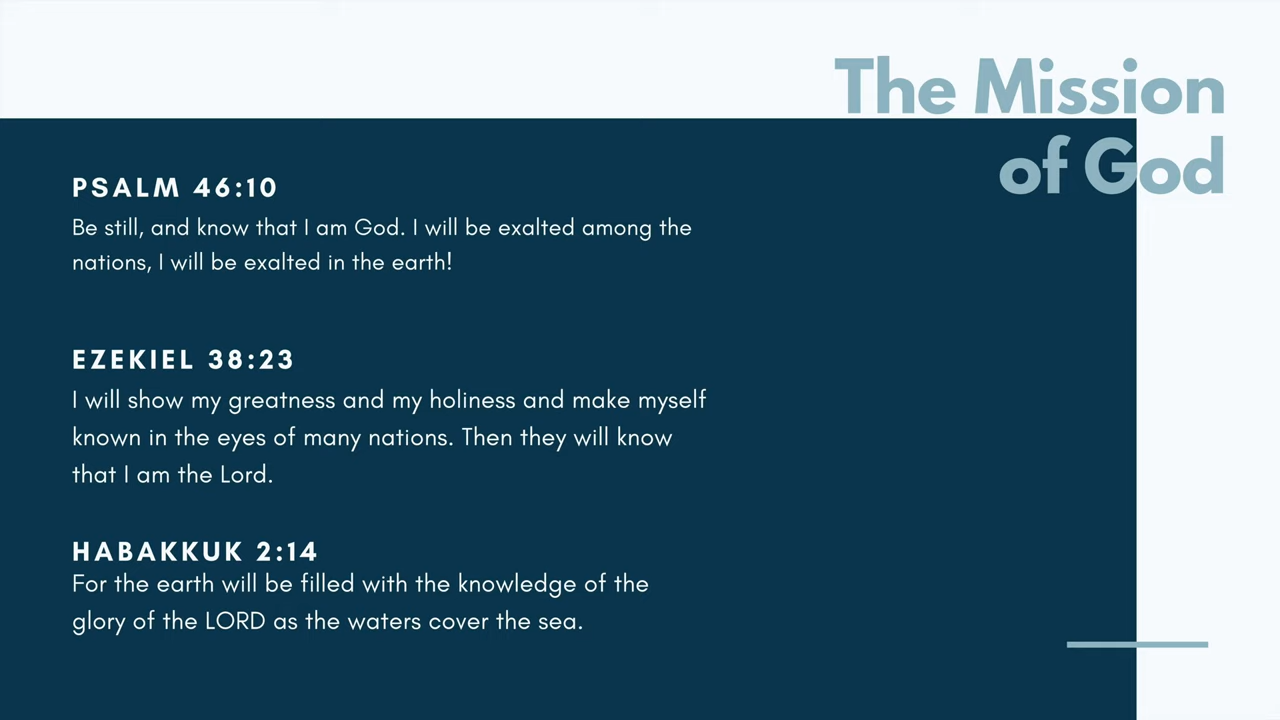 The Mission
of God
PSALM 46:10
Be still, and know that I am God. I will be exalted among the
nations, I will be exalted in the earth!
EZEKIEL 38:23
I will show my greatness and my holiness and make myself
known in the eyes of many nations. Then they will know
that I am the Lord.
HABAKKUK 2:14
For the earth will be filled with the knowledge of the
glory of the LORD as the waters cover the sea.